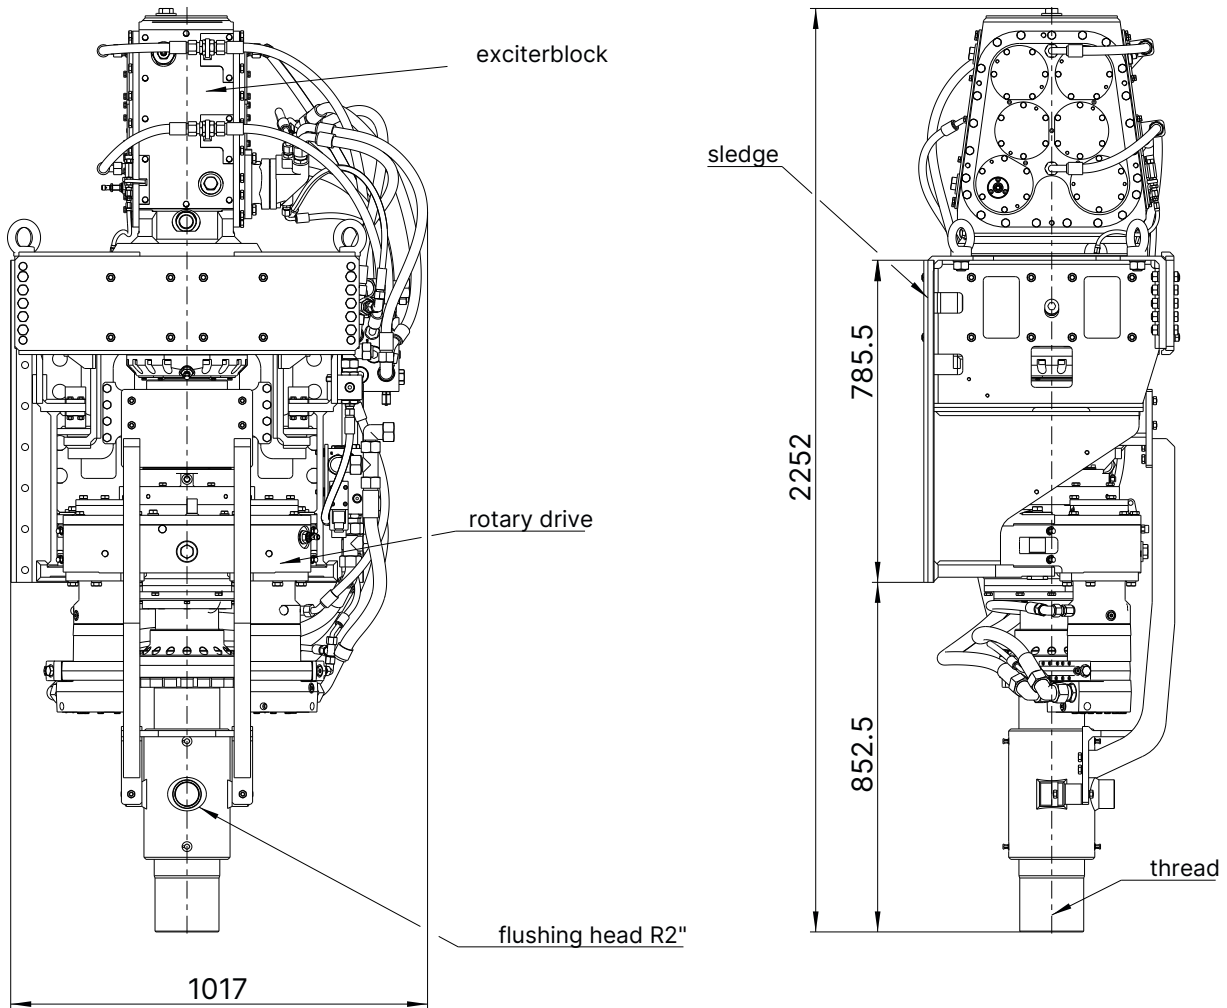 exciterblock
sledge
785.5
2252
rotary drive
852.5
thread
flushing head R2"
1017